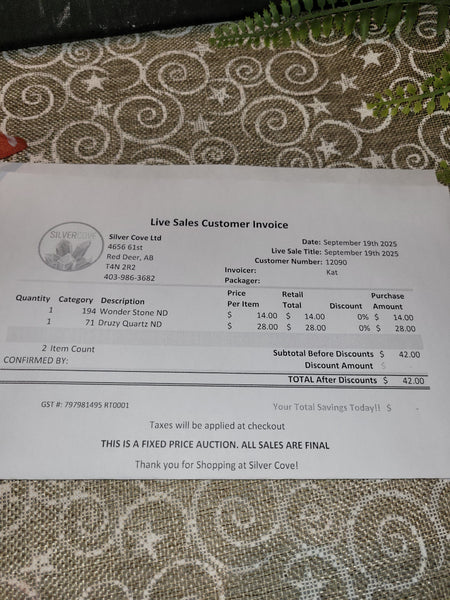 Live Sales Customer Invoice
SILVERCOVE
Silver Cove Ltd
4656 61st
Red Deer, AB
T4N 2R2
403-986-3682
Date: September 19th 2025
Live Sale Title: September 19th 2025
Customer Number: 12090
Invoicer: Kat
Packager:
Quantity Category Description Price Per Item Retail Total Discount Purchase Amount
1 194 Wonder Stone ND $ 14.00 $ 14.00 0% $ 14.00
1 71 Druzy Quartz ND $ 28.00 $ 28.00 0% $ 28.00
2 Item Count
Subtotal Before Discounts $ 42.00
Discount Amount $ -
CONFIRMED BY:
TOTAL After Discounts $ 42.00
GST #: 797981495 RT0001
Your Total Savings Today!! $ -
Taxes will be applied at checkout
THIS IS A FIXED PRICE AUCTION. ALL SALES ARE FINAL
Thank you for Shopping at Silver Cove!